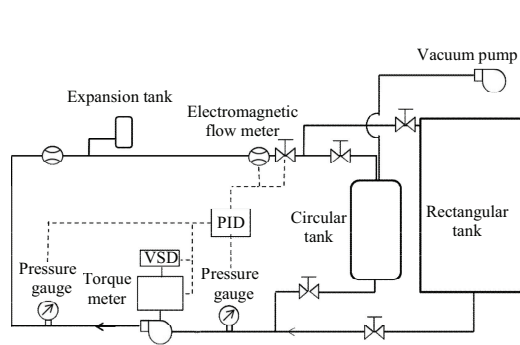 Vacuum pump
Expansion tank
Electromagnetic
flow meter
PID
Circular
tank
Rectangular
tank
VSD
Pressure
gauge
Torque
meter
Pressure
gauge